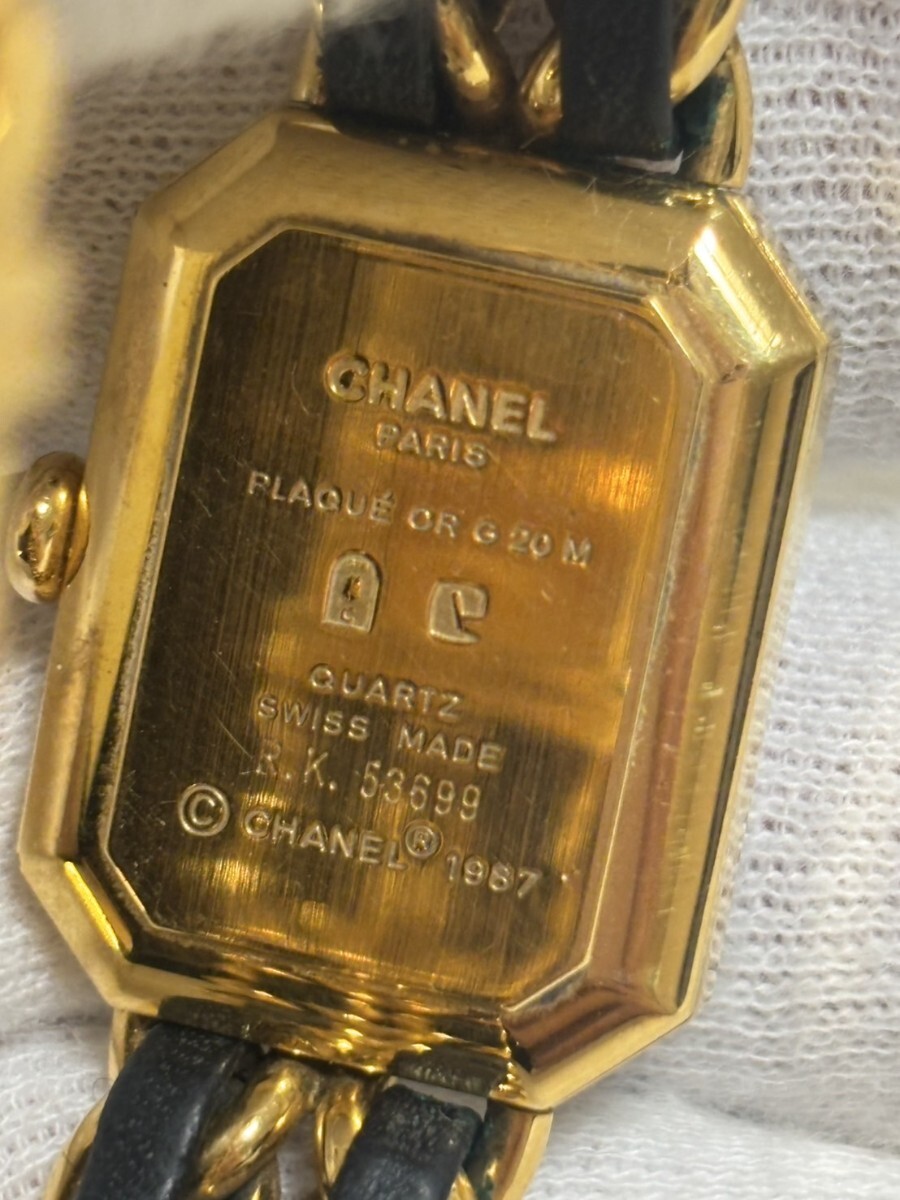 CHANEL
PARIS
PLAQUÉ OR G 20 M
QUARTZ
SWISS MADE
R.K. 53699
© CHANEL® 1987